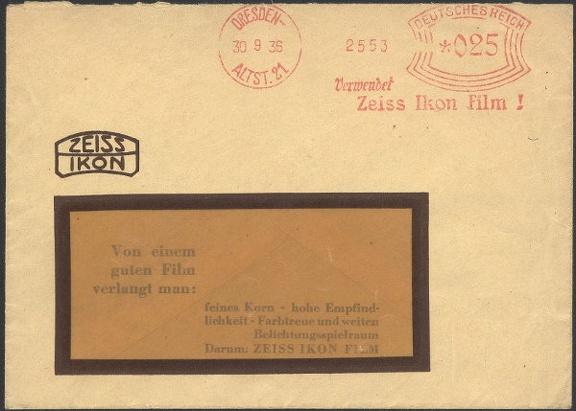 DRESDEN-
30.9.36
ALTST. 21
2553
DEUTSCHES REICH
*025
Verwendet
Zeiss Ikon Film !
ZEISS
IKON
Von einem
guten Film
verlangt man:
feines Korn - hohe Empfind-
lichkeit - Farbtreue und weiten
Belichtungsspielraum
Darum: ZEISS IKON FILM